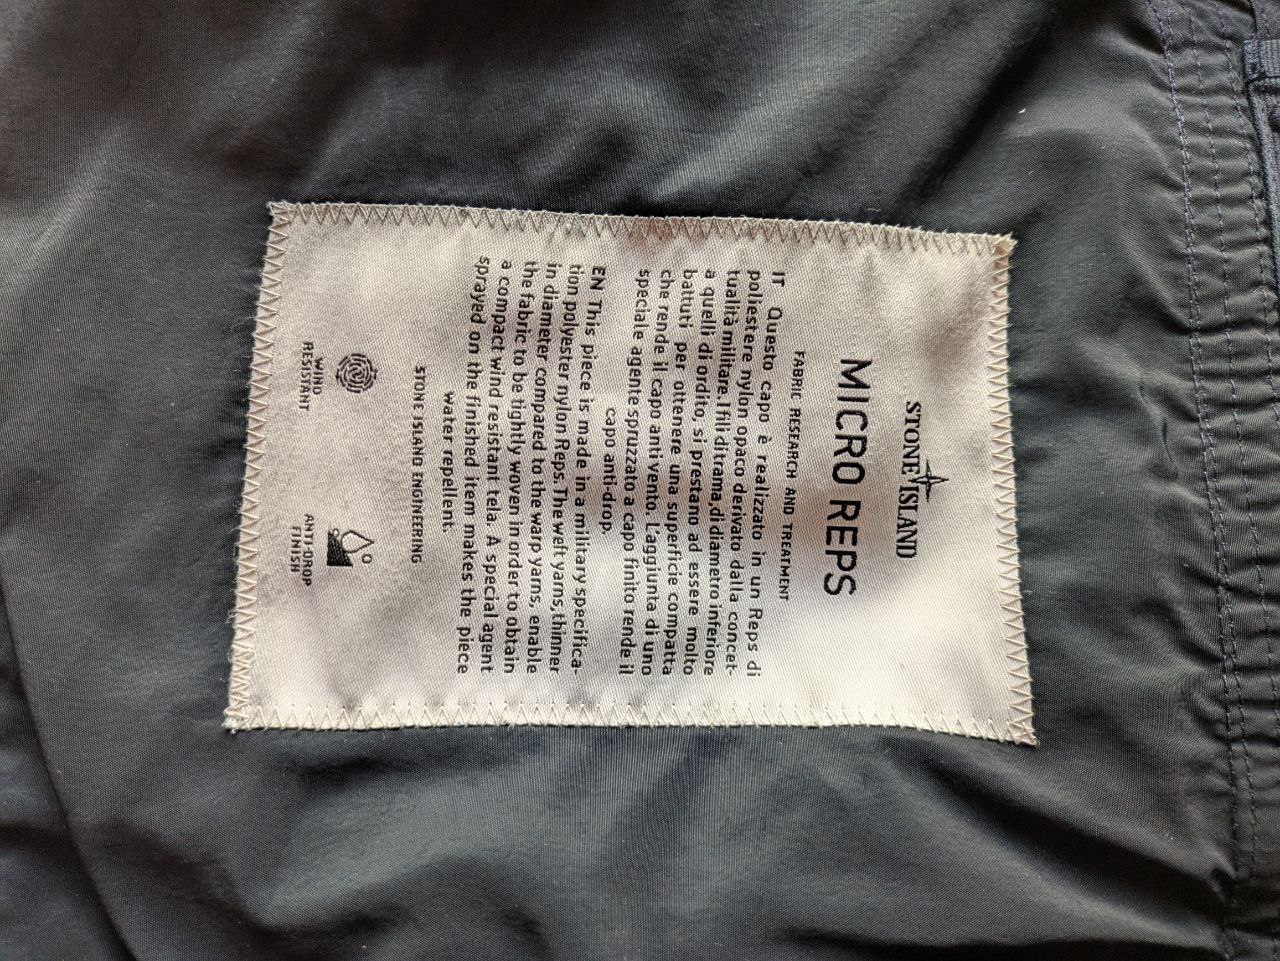 STONE ISLAND
MICRO REPS
FABRIC RESEARCH AND TREATMENT
IT Questo capo è realizzato in un Reps di
poliestere nylon opaco derivato dalla concet-
tualità militare. I fili di trama, di diametro inferiore
a quelli di ordito, si prestano ad essere molto
battuti per ottenere una superficie compatta
che rende il capo antivento. L'aggiunta di uno
speciale agente spruzzato a capo finito rende il
capo anti-drop.
EN This piece is made in a military specifica-
tion polyester nylon Reps. The weft yarns, thinner
in diameter compared to the warp yarns, enable
the fabric to be tightly woven in order to obtain
a compact wind resistant tela. A special agent
sprayed on the finished item makes the piece
water repellent.
STONE ISLAND ENGINEERING
WIND
RESISTANT
ANTI-DROP
FINISH